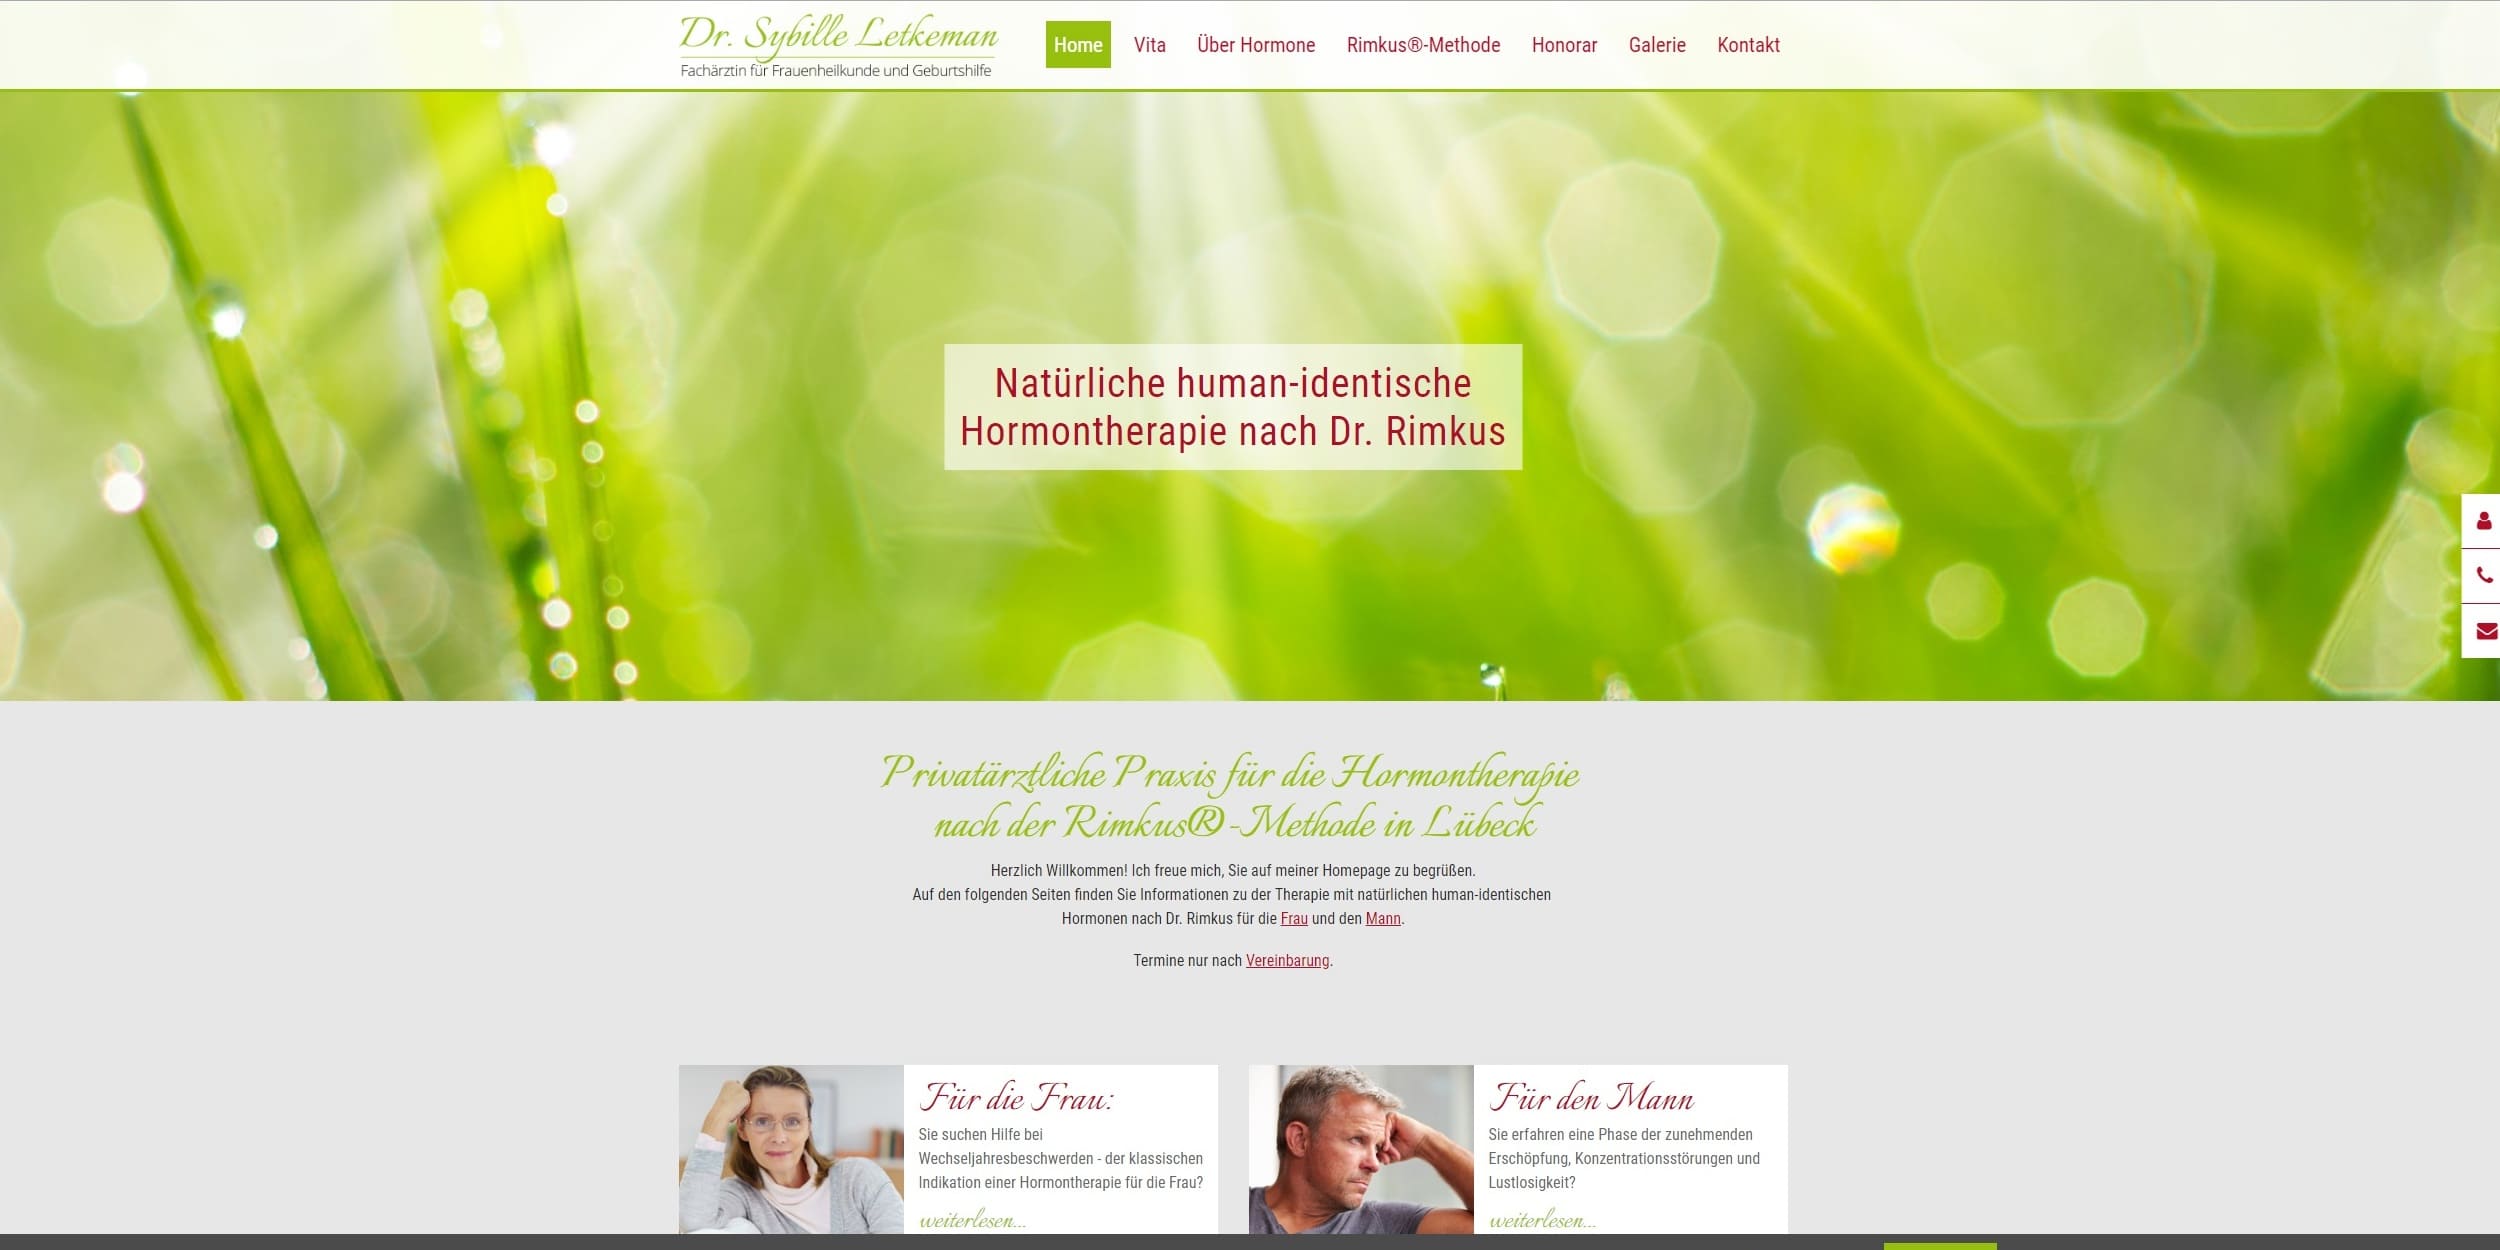 Dr. Sybille Letkeman
Fachärztin für Frauenheilkunde und Geburtshilfe
Home Vita Über Hormone Rimkus®-Methode Honorar Galerie Kontakt
Natürliche human-identische
Hormontherapie nach Dr. Rimkus
Privatärztliche Praxis für die Hormontherapie
nach der Rimkus®-Methode in Lübeck
Herzlich Willkommen! Ich freue mich, Sie auf meiner Homepage zu begrüßen.
Auf den folgenden Seiten finden Sie Informationen zu der Therapie mit natürlichen human-identischen
Hormonen nach Dr. Rimkus für die Frau und den Mann.
Termine nur nach Vereinbarung.
Für die Frau:
Sie suchen Hilfe bei
Wechseljahresbeschwerden - der klassischen
Indikation einer Hormontherapie für die Frau?
weiterlesen...
Für den Mann
Sie erfahren eine Phase der zunehmenden
Erschöpfung, Konzentrationsstörungen und
Lustlosigkeit?
weiterlesen...